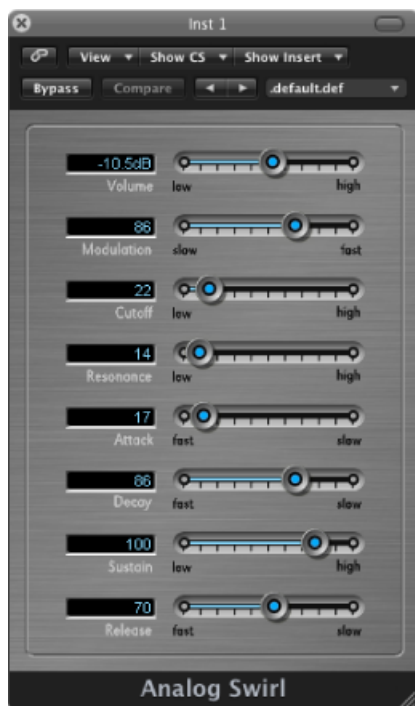 Inst 1
View Show CS Show Insert
Bypass Compare .default.def
-10.5dB
Volume low high
86
Modulation slow fast
22
Cutoff low high
14
Resonance low high
17
Attack fast slow
86
Decay fast slow
100
Sustain low high
70
Release fast slow
Analog Swirl